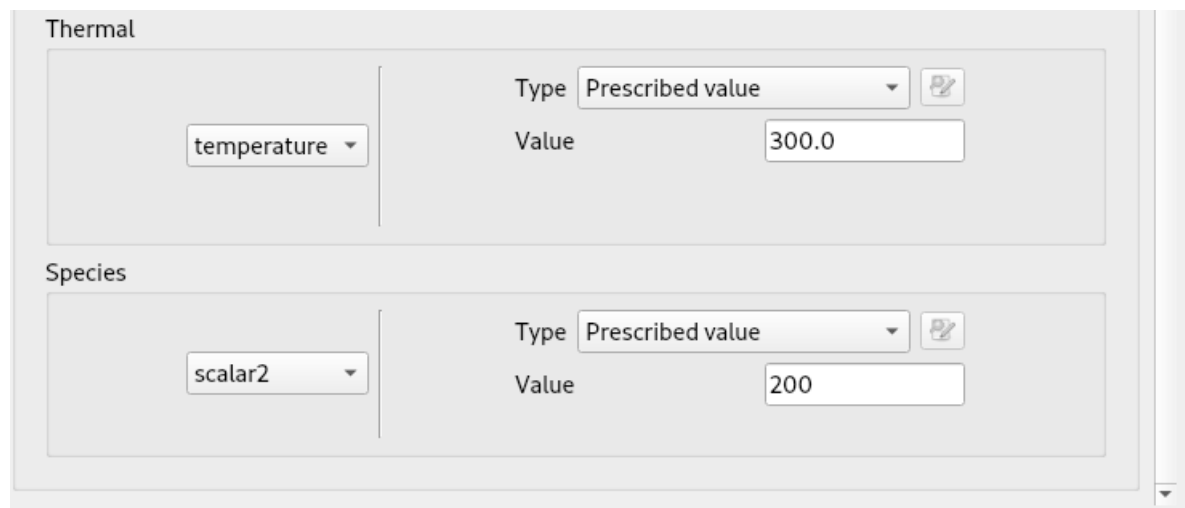 Thermal
Type Prescribed value
temperature
Value 300.0
Species
Type Prescribed value
scalar2
Value 200